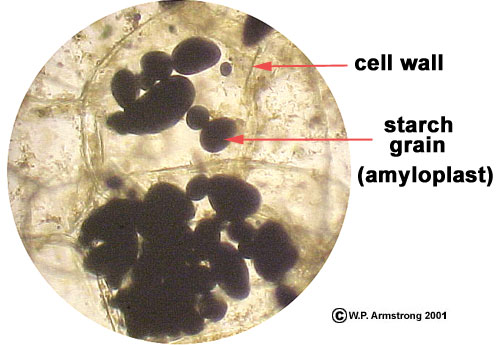 cell wall
starch
grain
(amyloplast)
© W.P. Armstrong 2001